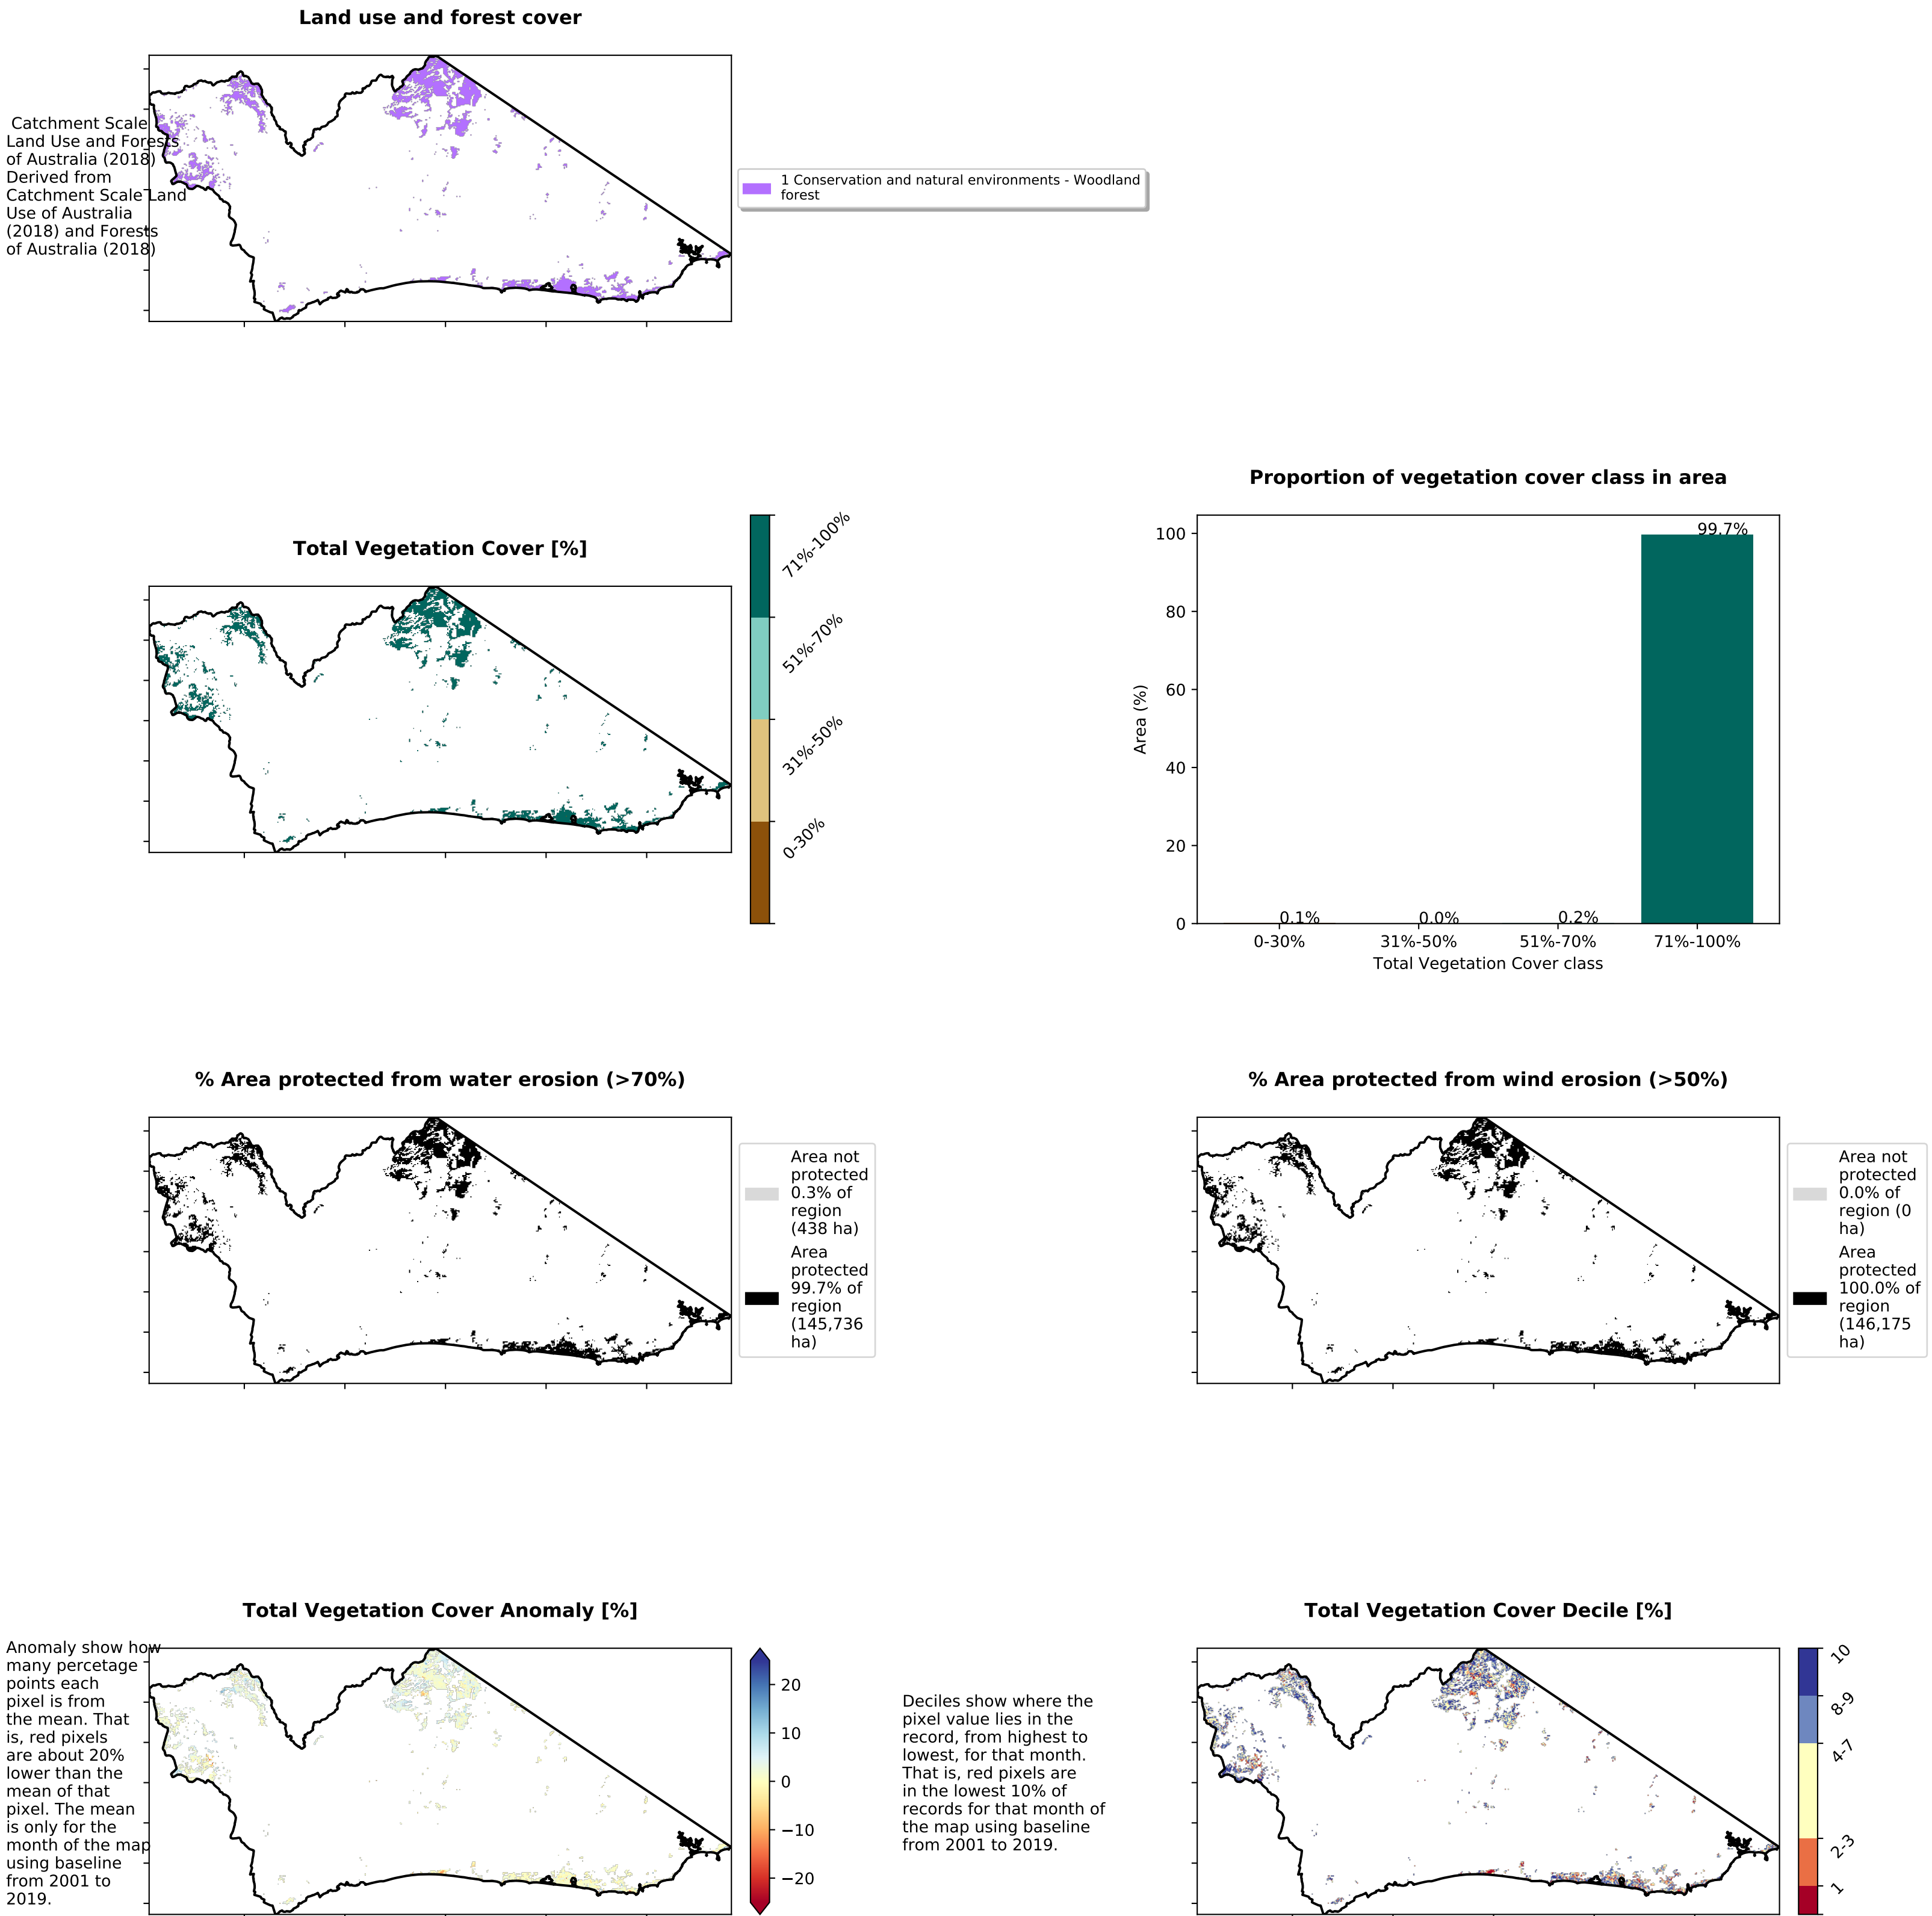 Land use and forest cover
Catchment Scale
Land Use and Forests
of Australia (2018)
Derived from
Catchment Scale Land
Use of Australia
(2018) and Forests
of Australia (2018)
1 Conservation and natural environments - Woodland
forest
Total Vegetation Cover [%]
71%-100%
51%-70%
31%-50%
0-30%
Proportion of vegetation cover class in area
Area (%)
100
80
60
40
20
0
0.1%
0.0%
0.2%
99.7%
0-30%
31%-50%
51%-70%
71%-100%
Total Vegetation Cover class
% Area protected from water erosion (>70%)
Area not
protected
0.3% of
region
(438 ha)
Area
protected
99.7% of
region
(145,736
ha)
% Area protected from wind erosion (>50%)
Area not
protected
0.0% of
region (0
ha)
Area
protected
100.0% of
region
(146,175
ha)
Total Vegetation Cover Anomaly [%]
Anomaly show how
many percetage
points each
pixel is from
the mean. That
is, red pixels
are about 20%
lower than the
mean of that
pixel. The mean
is only for the
month of the map
using baseline
from 2001 to
2019.
20
10
0
−10
−20
Total Vegetation Cover Decile [%]
Deciles show where the
pixel value lies in the
record, from highest to
lowest, for that month.
That is, red pixels are
in the lowest 10% of
records for that month of
the map using baseline
from 2001 to 2019.
10
8-9
4-7
2-3
1